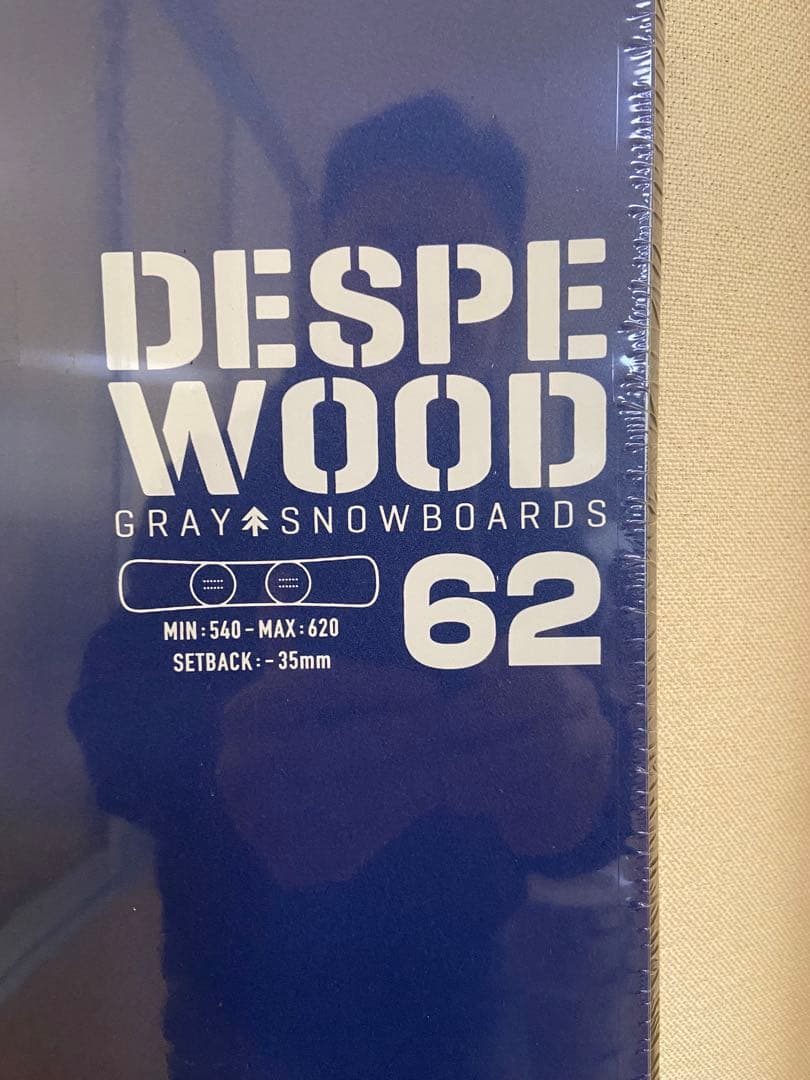 DESPE
WOOD
GRAY SNOWBOARDS
62
MIN:540-MAX:620
SETBACK:-35mm